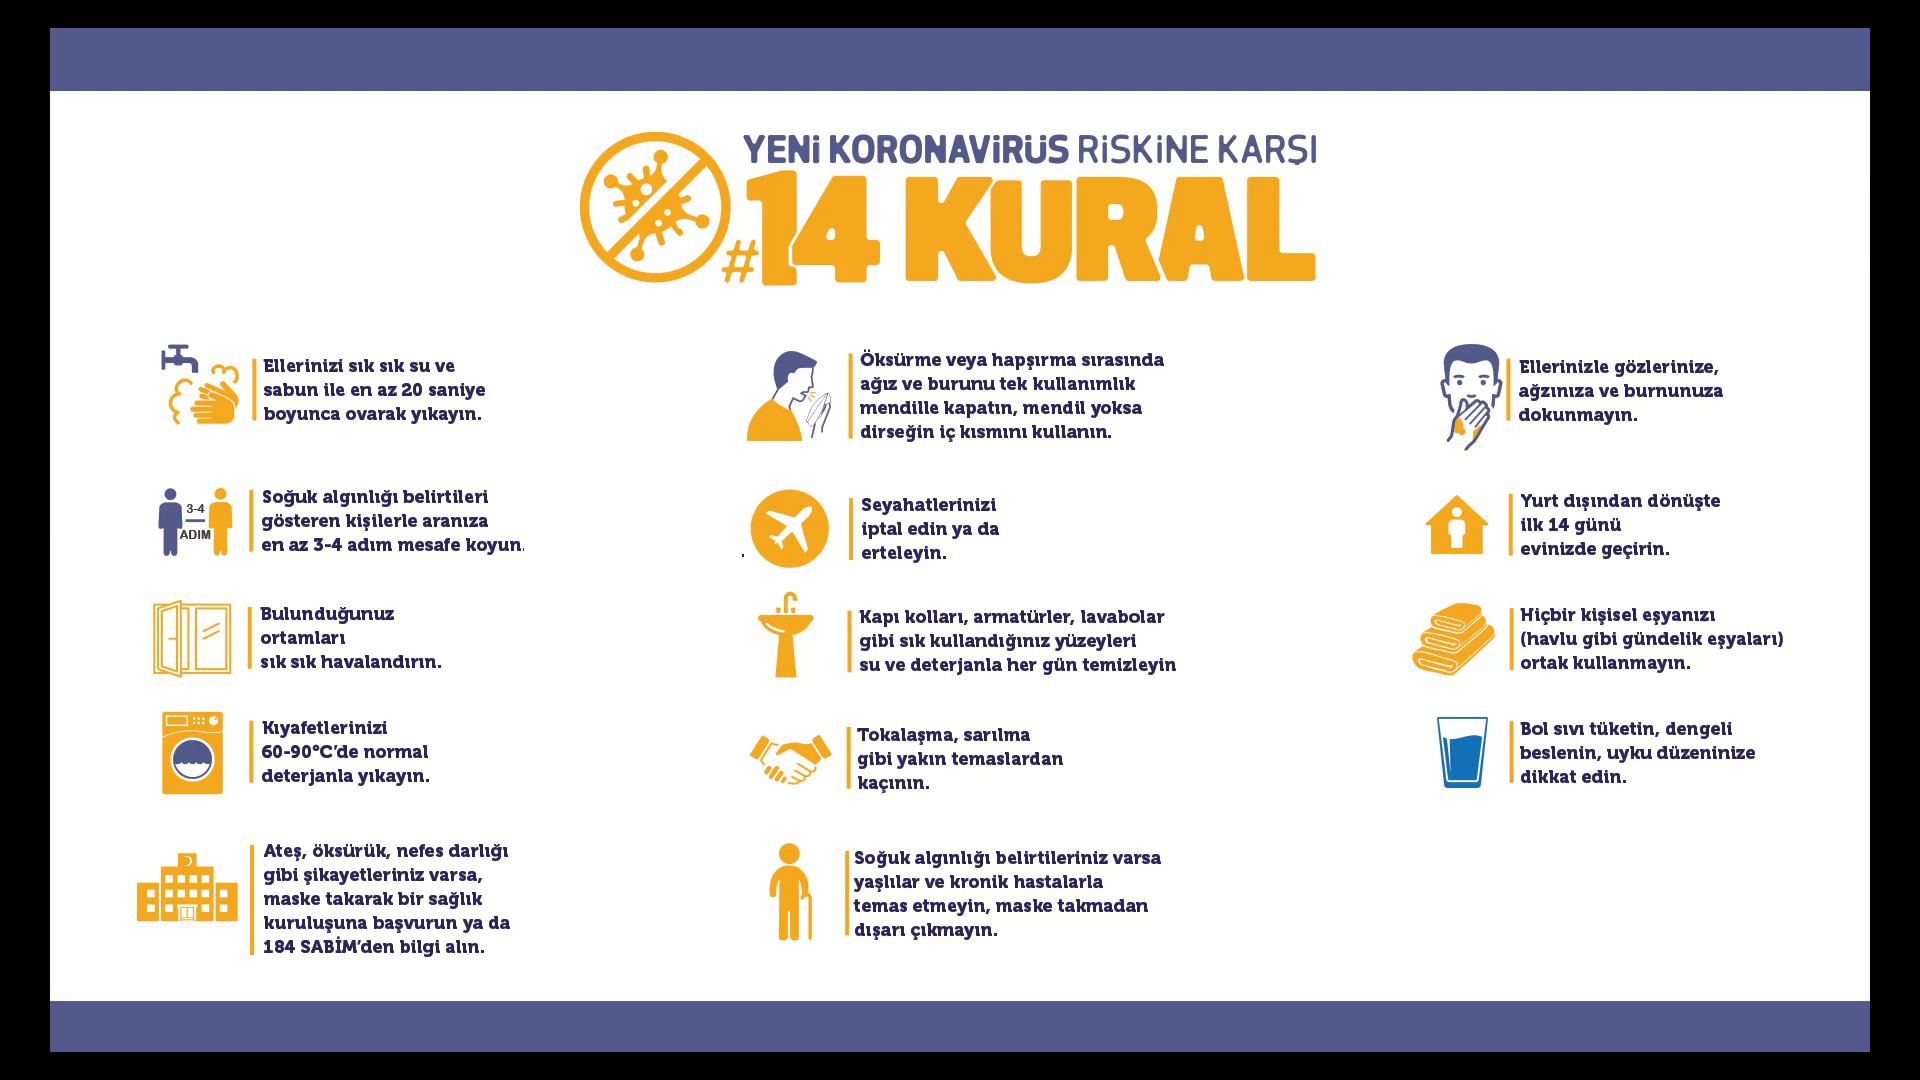 YENİ KORONAVİRÜS RİSKİNE KARŞI
#14 KURAL
Ellerinizi sık sık su ve
sabun ile en az 20 saniye
boyunca ovarak yıkayın.
Öksürme veya hapşırma sırasında
ağız ve burunu tek kullanımlık
mendille kapatın, mendil yoksa
dirseğin iç kısmını kullanın.
Ellerinizle gözlerinize,
ağzınıza ve burnunuza
dokunmayın.
3-4
ADIM
Soğuk algınlığı belirtileri
gösteren kişilerle aranıza
en az 3-4 adım mesafe koyun.
Seyahatlerinizi
iptal edin ya da
erteleyin.
Yurt dışından dönüşte
ilk 14 günü
evinizde geçirin.
Bulunduğunuz
ortamları
sık sık havalandırın.
Kapı kolları, armatürler, lavabolar
gibi sık kullandığınız yüzeyleri
su ve deterjanla her gün temizleyin
Hiçbir kişisel eşyanızı
(havlu gibi gündelik eşyaları)
ortak kullanmayın.
Kıyafetlerinizi
60-90°C'de normal
deterjanla yıkayın.
Tokalaşma, sarılma
gibi yakın temaslardan
kaçının.
Bol sıvı tüketin, dengeli
beslenin, uyku düzeninize
dikkat edin.
Ateş, öksürük, nefes darlığı
gibi şikayetleriniz varsa,
maske takarak bir sağlık
kuruluşuna başvurun ya da
184 SABİM'den bilgi alın.
Soğuk algınlığı belirtileriniz varsa
yaşlılar ve kronik hastalarla
temas etmeyin, maske takmadan
dışarı çıkmayın.